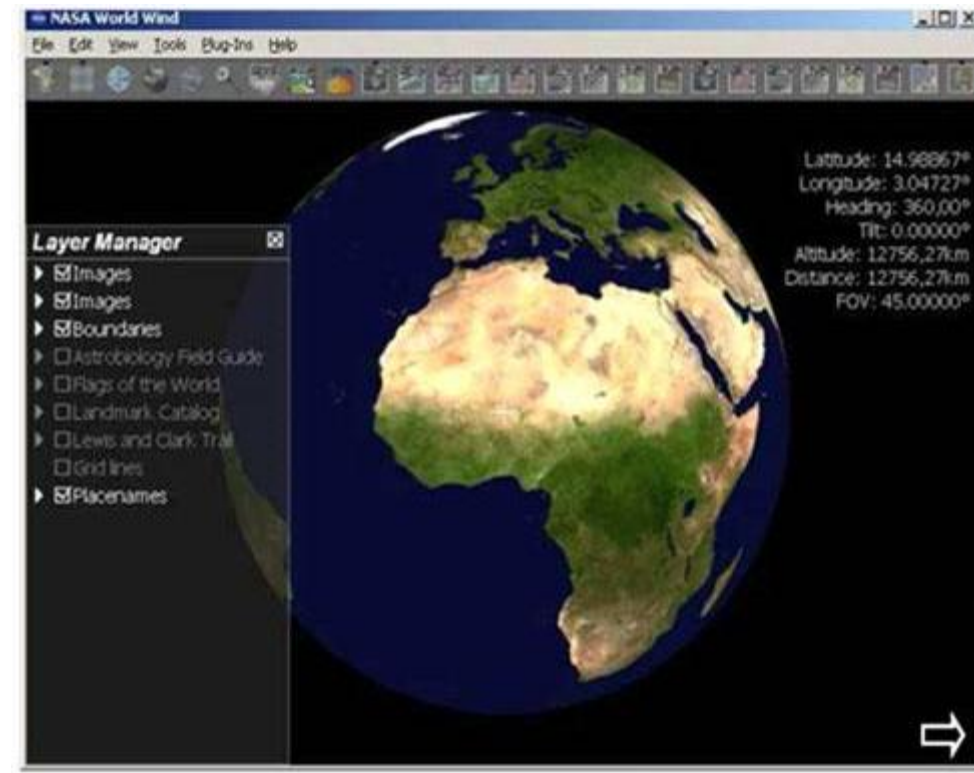 NASA World Wind
File Edit View Tools Plug-Ins Help
Latitude: 14.98867°
Longitude: 3.04727°
Heading: 360,00°
Tilt: 0.00000°
Altitude: 12756,27km
Distance: 12756,27km
FOV: 45.00000°
Layer Manager
Images
Images
Boundaries
Astrobiology Field Guide
Flags of the World
Landmark Catalog
Lewis and Clark Trail
Grid lines
Placenames